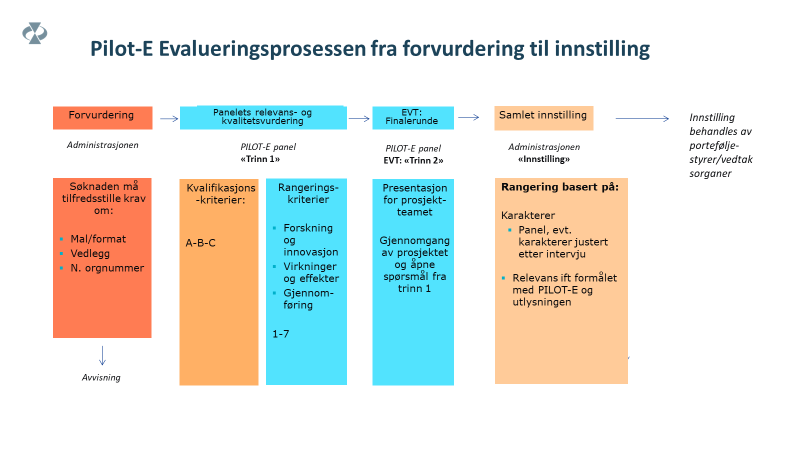 Pilot-E Evalueringsprosessen fra forvurdering til innstilling
Forvurdering
Administrasjonen
Søknaden må
tilfredsstille krav
om:
Mal/format
Vedlegg
N. orgnummer
Avvisning
Panelets relevans- og
kvalitetsvurdering
PILOT-E panel
«Trinn 1»
Kvalifikasjons
-kriterier:
A-B-C
Rangerings-
kriterier
Forskning
og
innovasjon
Virkninger
og effekter
Gjennom-
føring
1-7
EVT:
Finalerunde
PILOT-E panel
EVT: «Trinn 2»
Presentasjon
for prosjekt-
teamet
Gjennomgang
av prosjektet
og åpne
spørsmål fra
trinn 1
Samlet innstilling
Administrasjonen
«Innstilling»
Rangering basert på:
Karakterer
Panel, evt.
karakterer justert
etter intervju
Relevans ift formålet
med PILOT-E og
utlysningen
Innstilling
behandles av
portefølje-
styrer/vedtak
sorganer